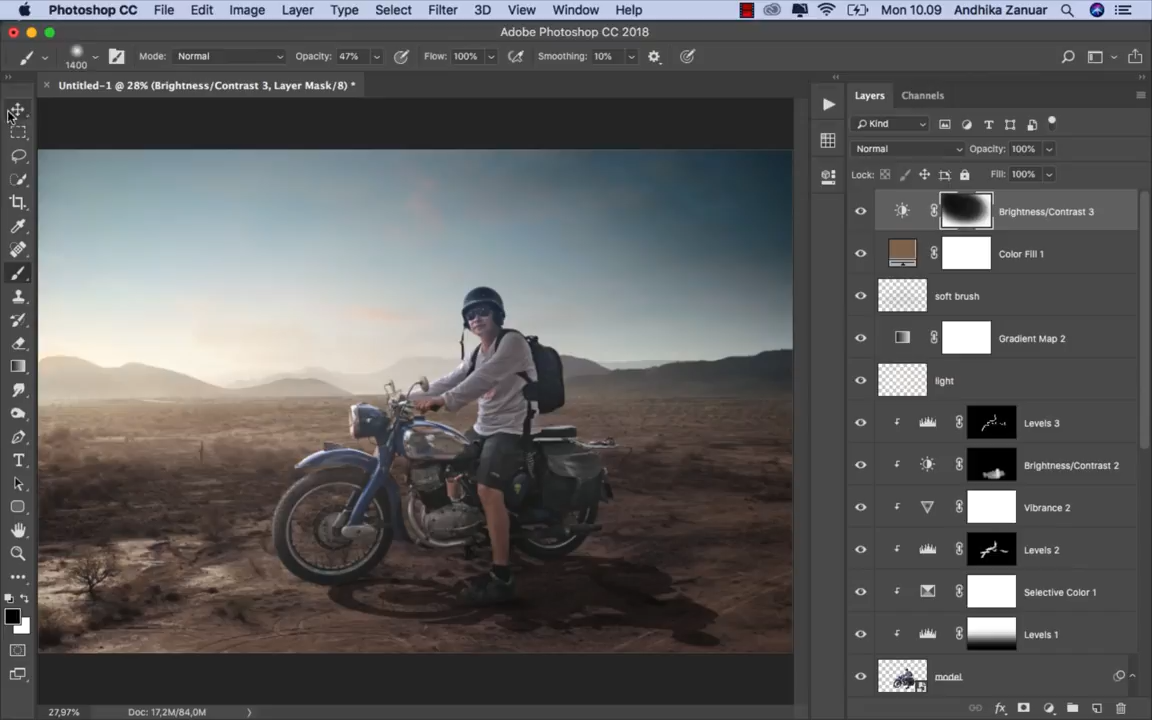 Photoshop CC File Edit Image Layer Type Select Filter 3D View Window Help Mon 10.09 Andhika Zanuar
Adobe Photoshop CC 2018
1400 Mode: Normal Opacity: 47% Flow: 100% Smoothing: 10%
Untitled-1 @ 28% (Brightness/Contrast 3, Layer Mask/8) *
Layers Channels
Kind
Normal Opacity: 100%
Lock: Fill: 100%
Brightness/Contrast 3
Color Fill 1
soft brush
Gradient Map 2
light
Levels 3
Brightness/Contrast 2
Vibrance 2
Levels 2
Selective Color 1
Levels 1
model
27,97% Doc: 17,2M/84,0M